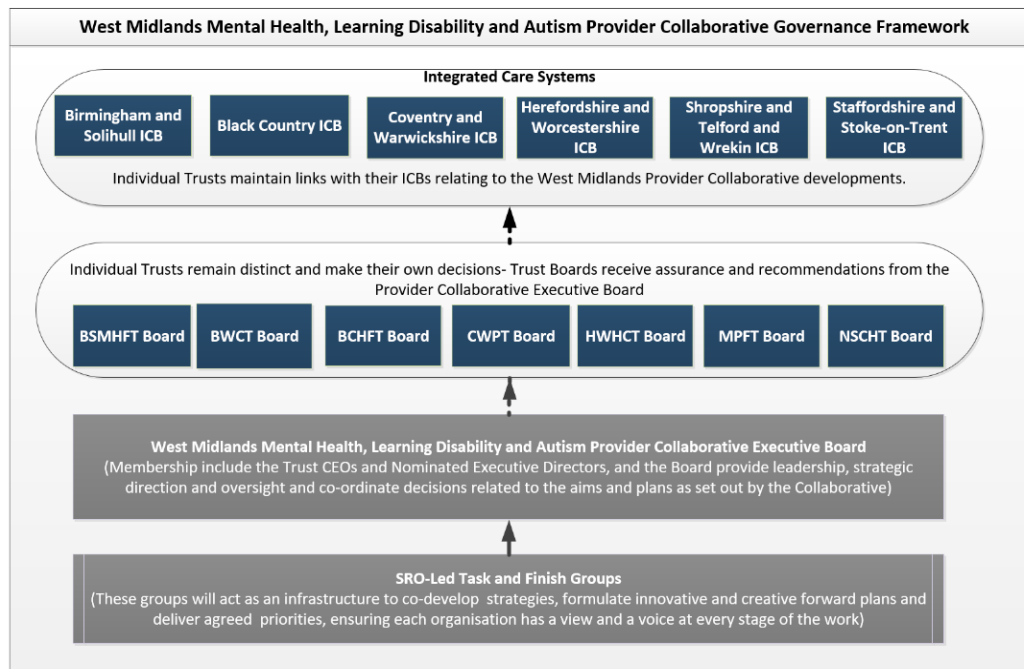 West Midlands Mental Health, Learning Disability and Autism Provider Collaborative Governance Framework
Integrated Care Systems
Birmingham and
Solihull ICB
Black Country ICB
Coventry and
Warwickshire ICB
Herefordshire and
Worcestershire
ICB
Shropshire and
Telford and
Wrekin ICB
Staffordshire and
Stoke-on-Trent
ICB
Individual Trusts maintain links with their ICBs relating to the West Midlands Provider Collaborative developments.
Individual Trusts remain distinct and make their own decisions- Trust Boards receive assurance and recommendations from the
Provider Collaborative Executive Board
BSMHFT Board
BWCT Board
BCHFT Board
CWPT Board
HWHCT Board
MPFT Board
NSCHT Board
West Midlands Mental Health, Learning Disability and Autism Provider Collaborative Executive Board
(Membership include the Trust CEOs and Nominated Executive Directors, and the Board provide leadership, strategic
direction and oversight and co-ordinate decisions related to the aims and plans as set out by the Collaborative)
SRO-Led Task and Finish Groups
(These groups will act as an infrastructure to co-develop strategies, formulate innovative and creative forward plans and
deliver agreed priorities, ensuring each organisation has a view and a voice at every stage of the work)